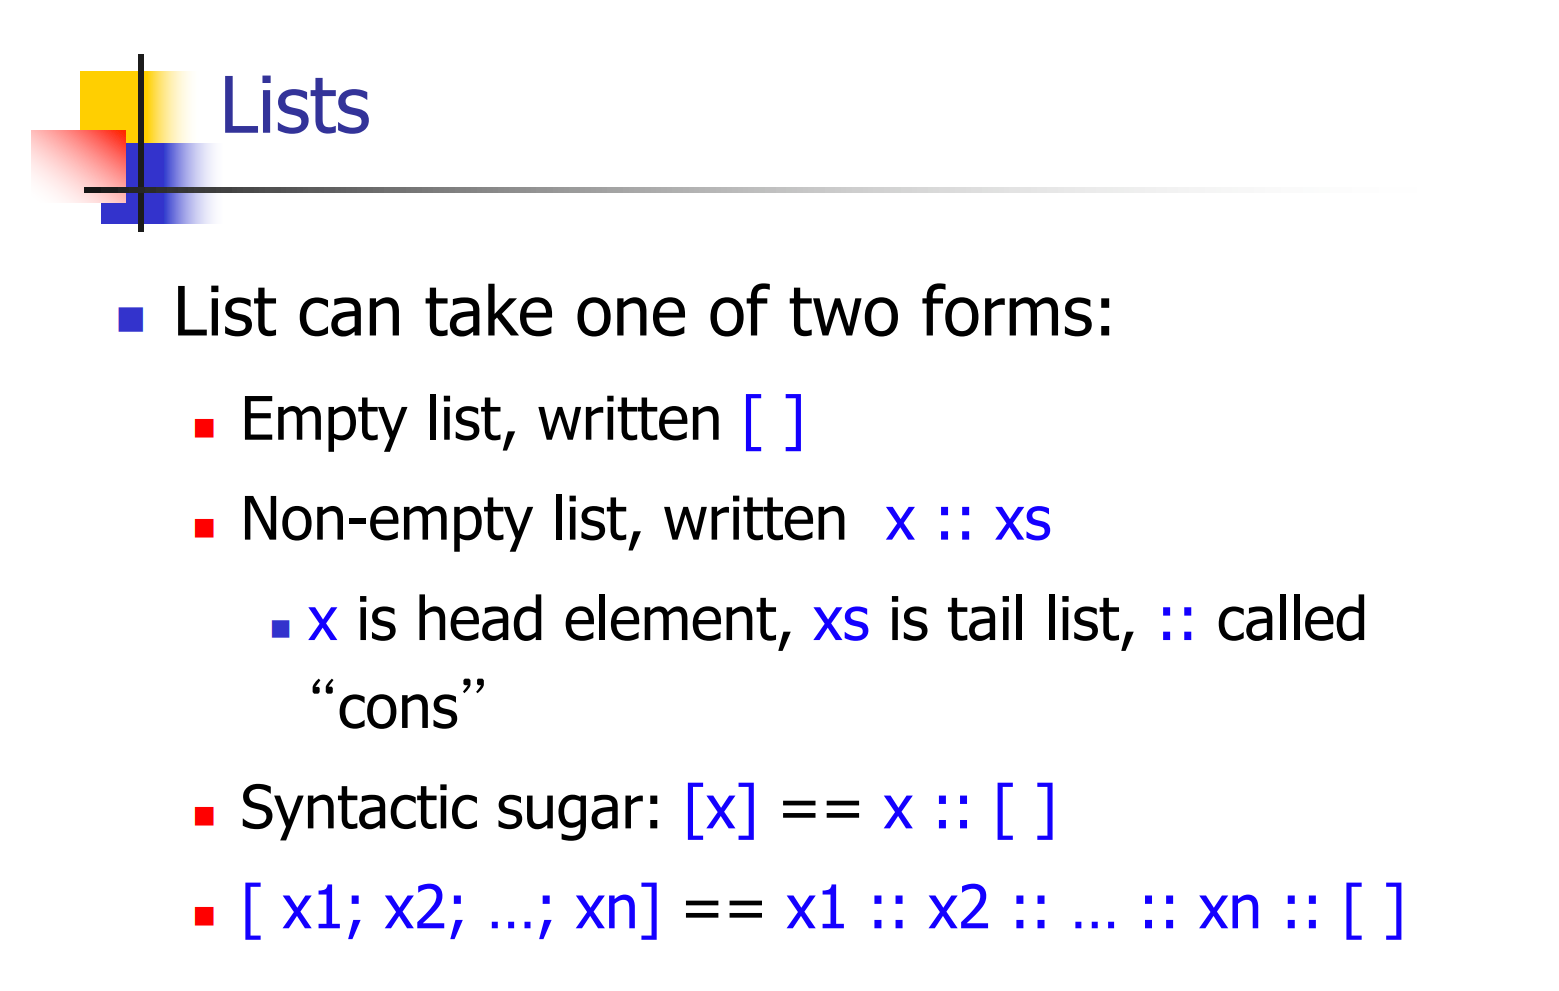 Lists
List can take one of two forms:
Empty list, written [ ]
Non-empty list, written x :: xs
x is head element, xs is tail list, :: called
“cons”
Syntactic sugar: [x] == x :: [ ]
[ x1; x2; …; xn] == x1 :: x2 :: … :: xn :: [ ]